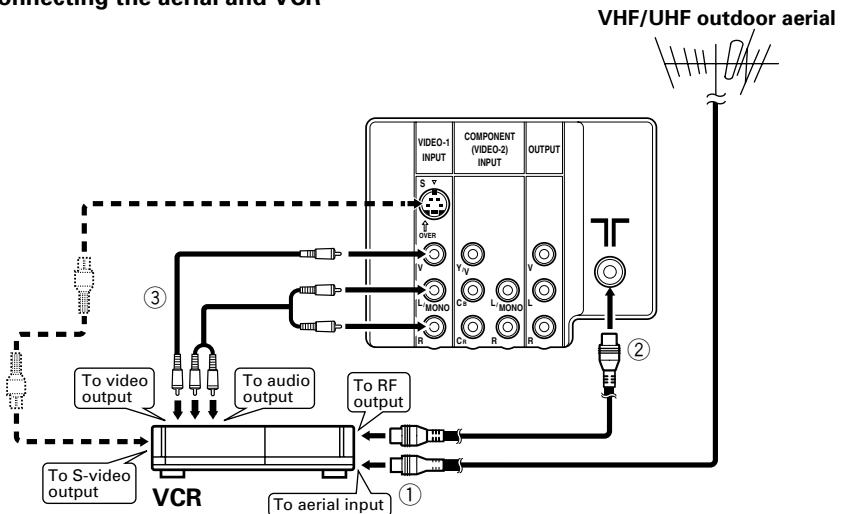 onnecting the aerial and VCR
VHF/UHF outdoor aerial
VIDEO-1
INPUT
COMPONENT
(VIDEO-2)
INPUT
OUTPUT
S
OVER
V
Y/V
V
L/MONO
CB
L/MONO
L
R
CR
R
R
③
②
To video
output
To audio
output
To RF
output
To S-video
output
VCR
To aerial input
①